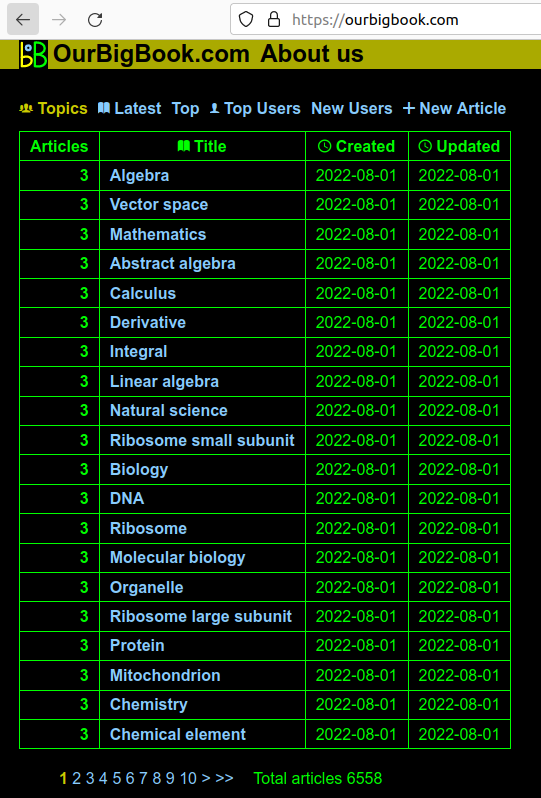 https://ourbigbook.com
bB OurBigBook.com About us
Topics Latest Top Top Users New Users + New Article
Articles Title Created Updated
3 Algebra 2022-08-01 2022-08-01
3 Vector space 2022-08-01 2022-08-01
3 Mathematics 2022-08-01 2022-08-01
3 Abstract algebra 2022-08-01 2022-08-01
3 Calculus 2022-08-01 2022-08-01
3 Derivative 2022-08-01 2022-08-01
3 Integral 2022-08-01 2022-08-01
3 Linear algebra 2022-08-01 2022-08-01
3 Natural science 2022-08-01 2022-08-01
3 Ribosome small subunit 2022-08-01 2022-08-01
3 Biology 2022-08-01 2022-08-01
3 DNA 2022-08-01 2022-08-01
3 Ribosome 2022-08-01 2022-08-01
3 Molecular biology 2022-08-01 2022-08-01
3 Organelle 2022-08-01 2022-08-01
3 Ribosome large subunit 2022-08-01 2022-08-01
3 Protein 2022-08-01 2022-08-01
3 Mitochondrion 2022-08-01 2022-08-01
3 Chemistry 2022-08-01 2022-08-01
3 Chemical element 2022-08-01 2022-08-01
1 2 3 4 5 6 7 8 9 10 > >> Total articles 6558